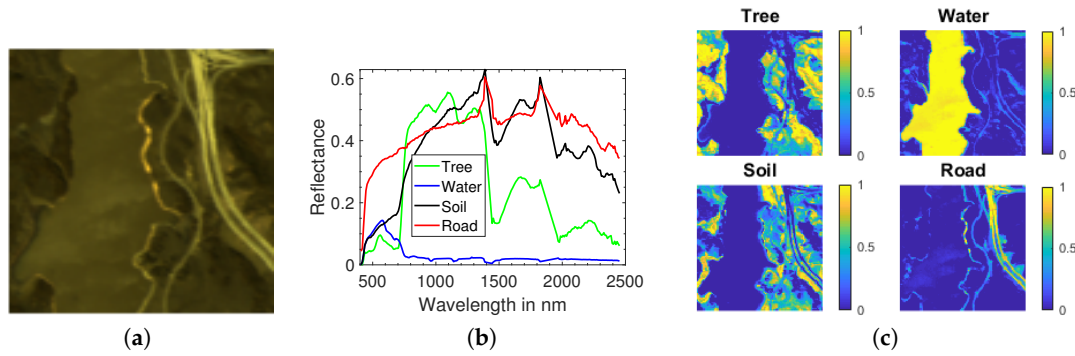 Reflectance
0.6
0.4
0.2
0
Tree
Water
Soil
Road
500 1000 1500 2000 2500
Wavelength in nm
Tree
1
0.5
0
Water
1
0.5
0
Soil
1
0.5
0
Road
1
0.5
0
(a)
(b)
(c)